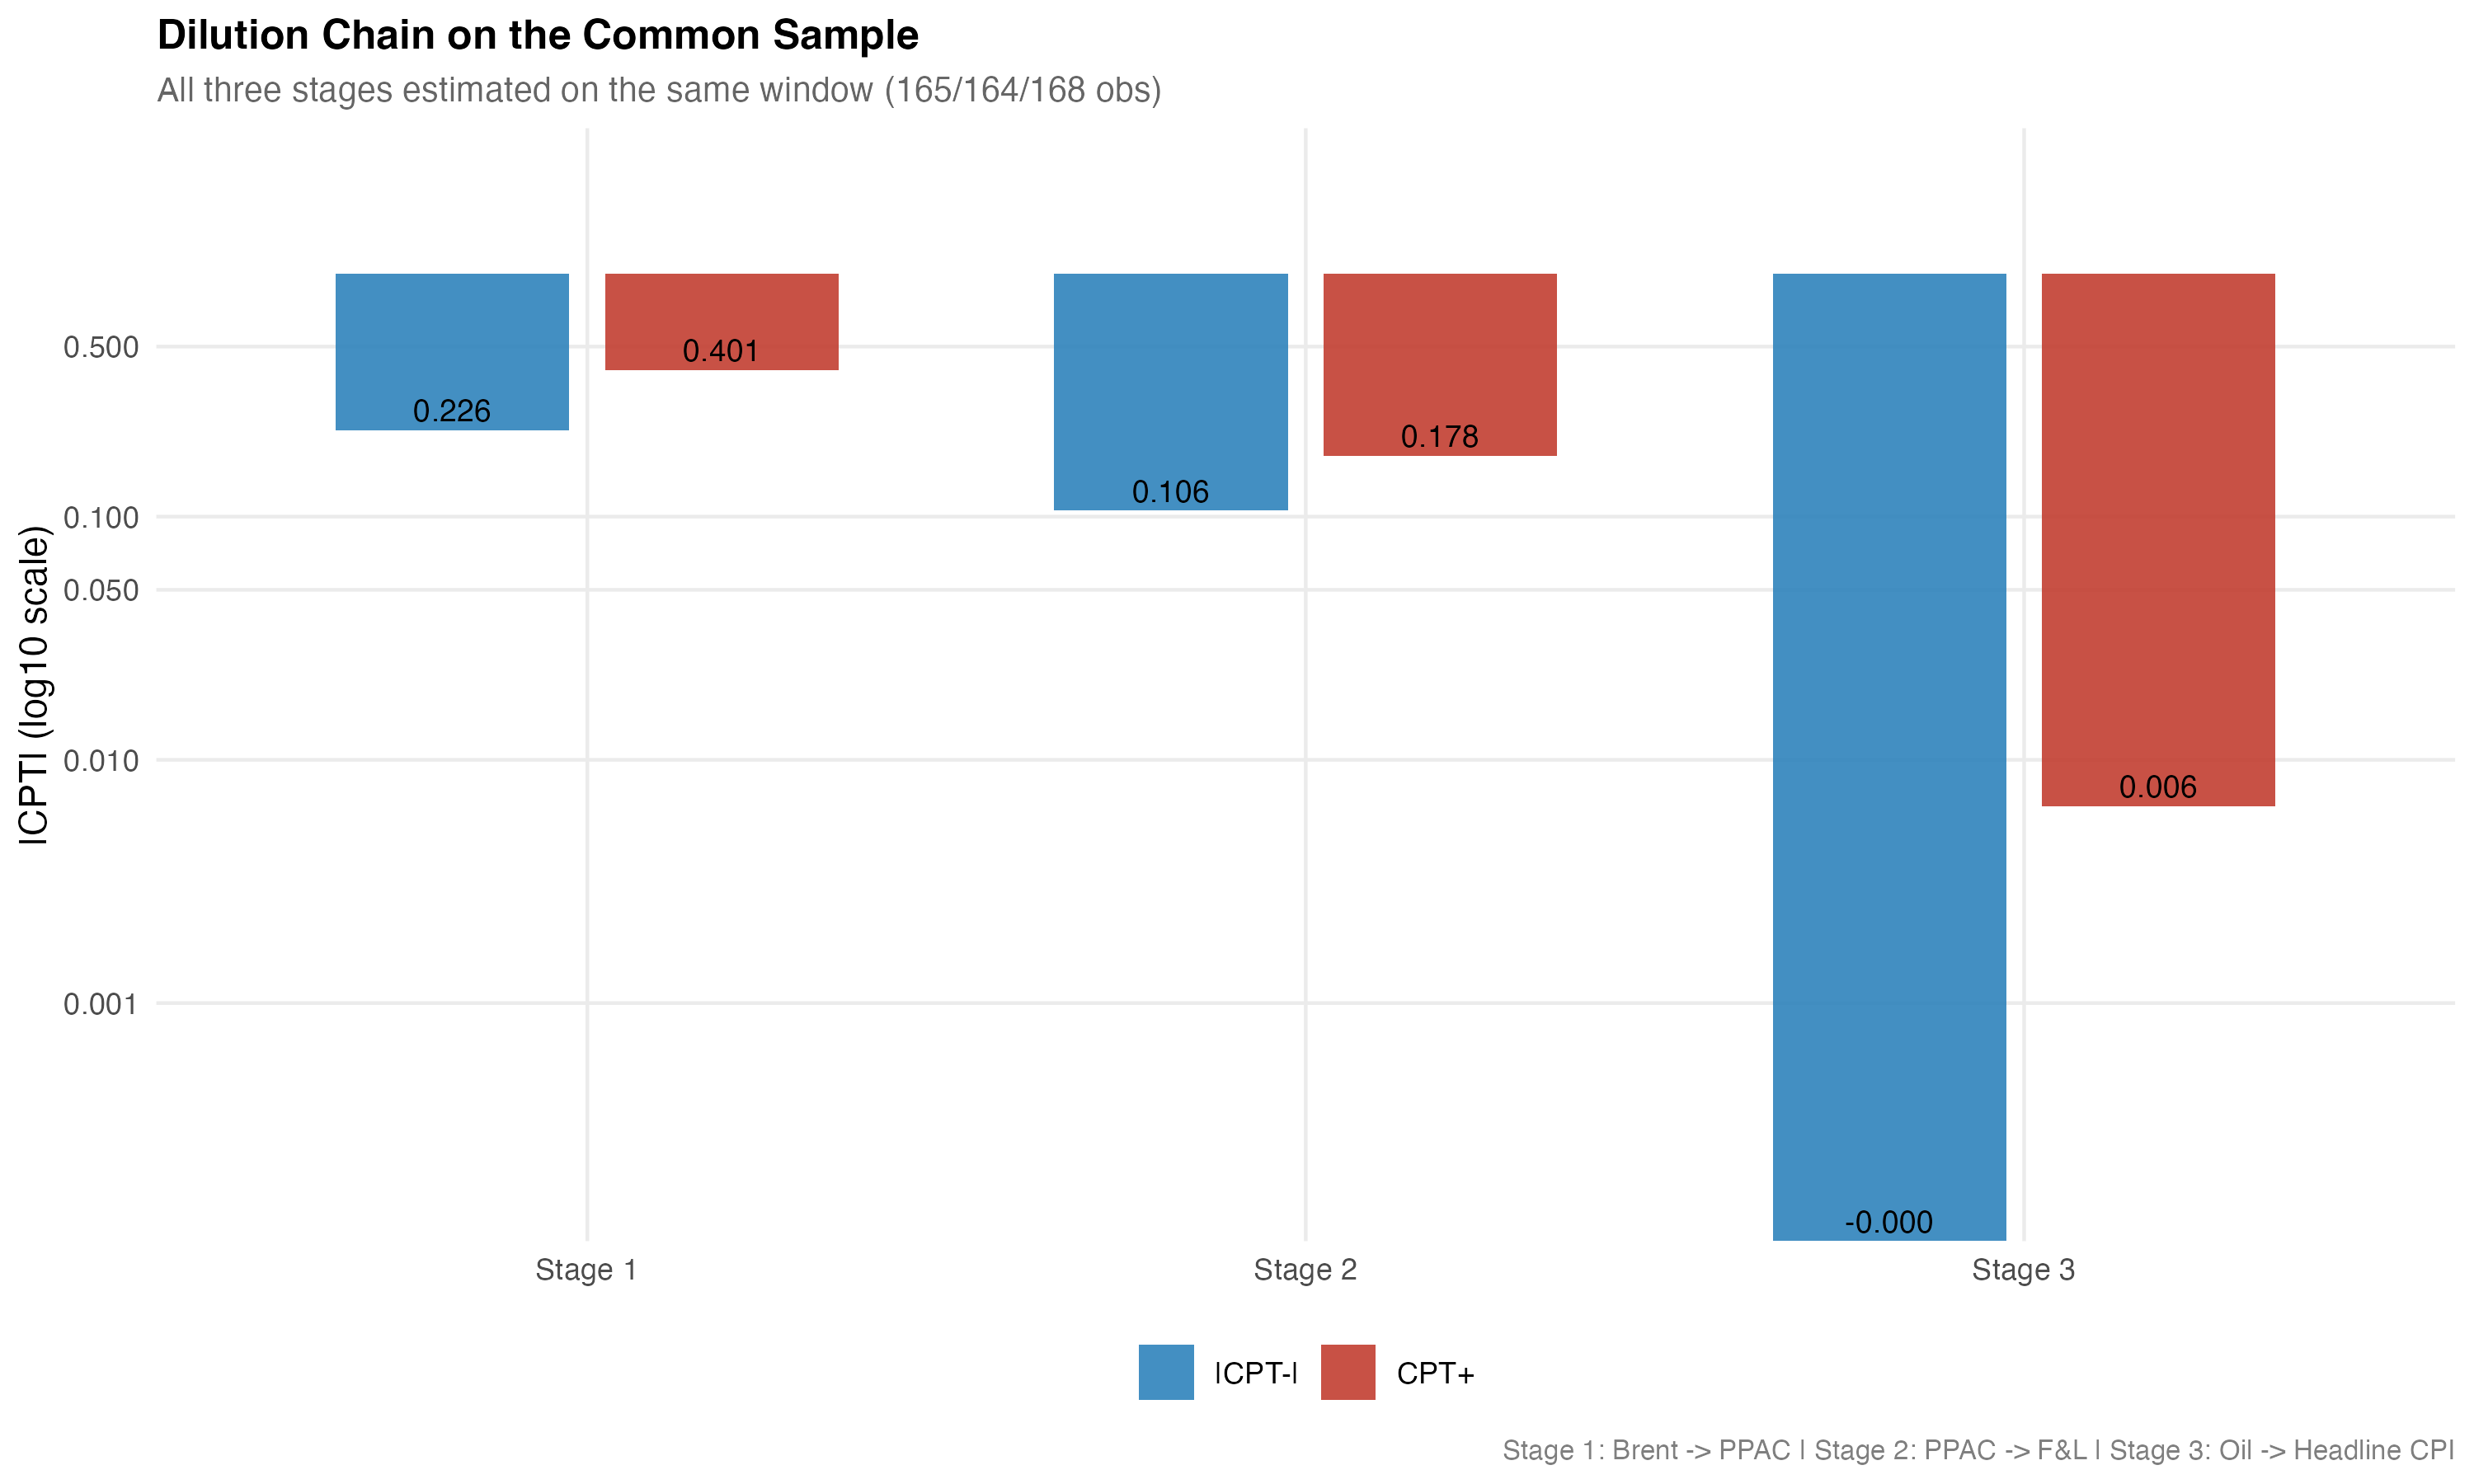 Dilution Chain on the Common Sample
All three stages estimated on the same window (165/164/168 obs)
|CPT| (log10 scale)
0.500
0.100
0.050
0.010
0.001
0.226
0.401
0.106
0.178
-0.000
0.006
Stage 1
Stage 2
Stage 3
|CPT-|
CPT+
Stage 1: Brent -> PPAC | Stage 2: PPAC -> F&L | Stage 3: Oil -> Headline CPI